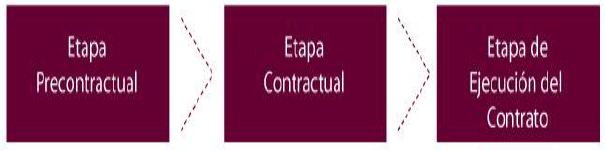 Etapa
Precontractual
Etapa
Contractual
Etapa de
Ejecución del
Contrato